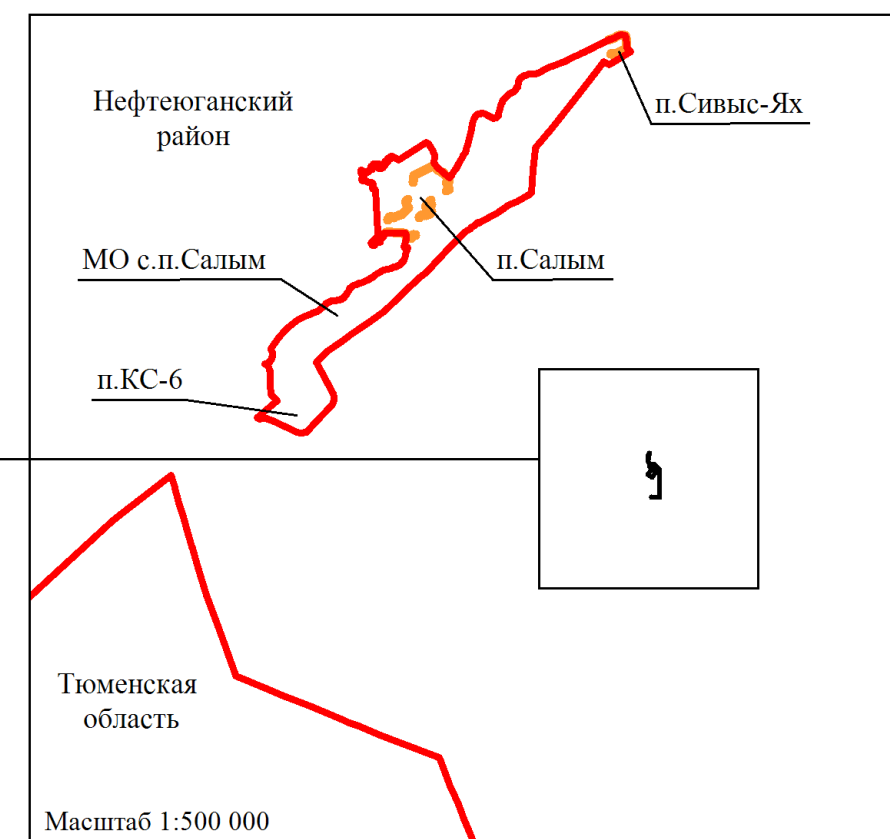 Нефтеюганский
район
п.Сивыс-Ях
МО с.п.Салым
п.Салым
п.КС-6
Тюменская
область
Масштаб 1:500 000